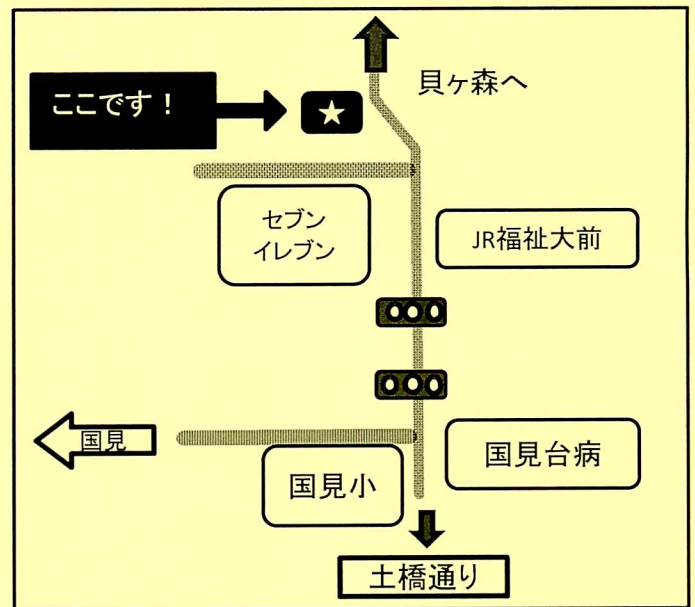 貝ヶ森へ
ここです！
セブン
イレブン
JR福祉大前
国見
国見小
国見台病
土橋通り